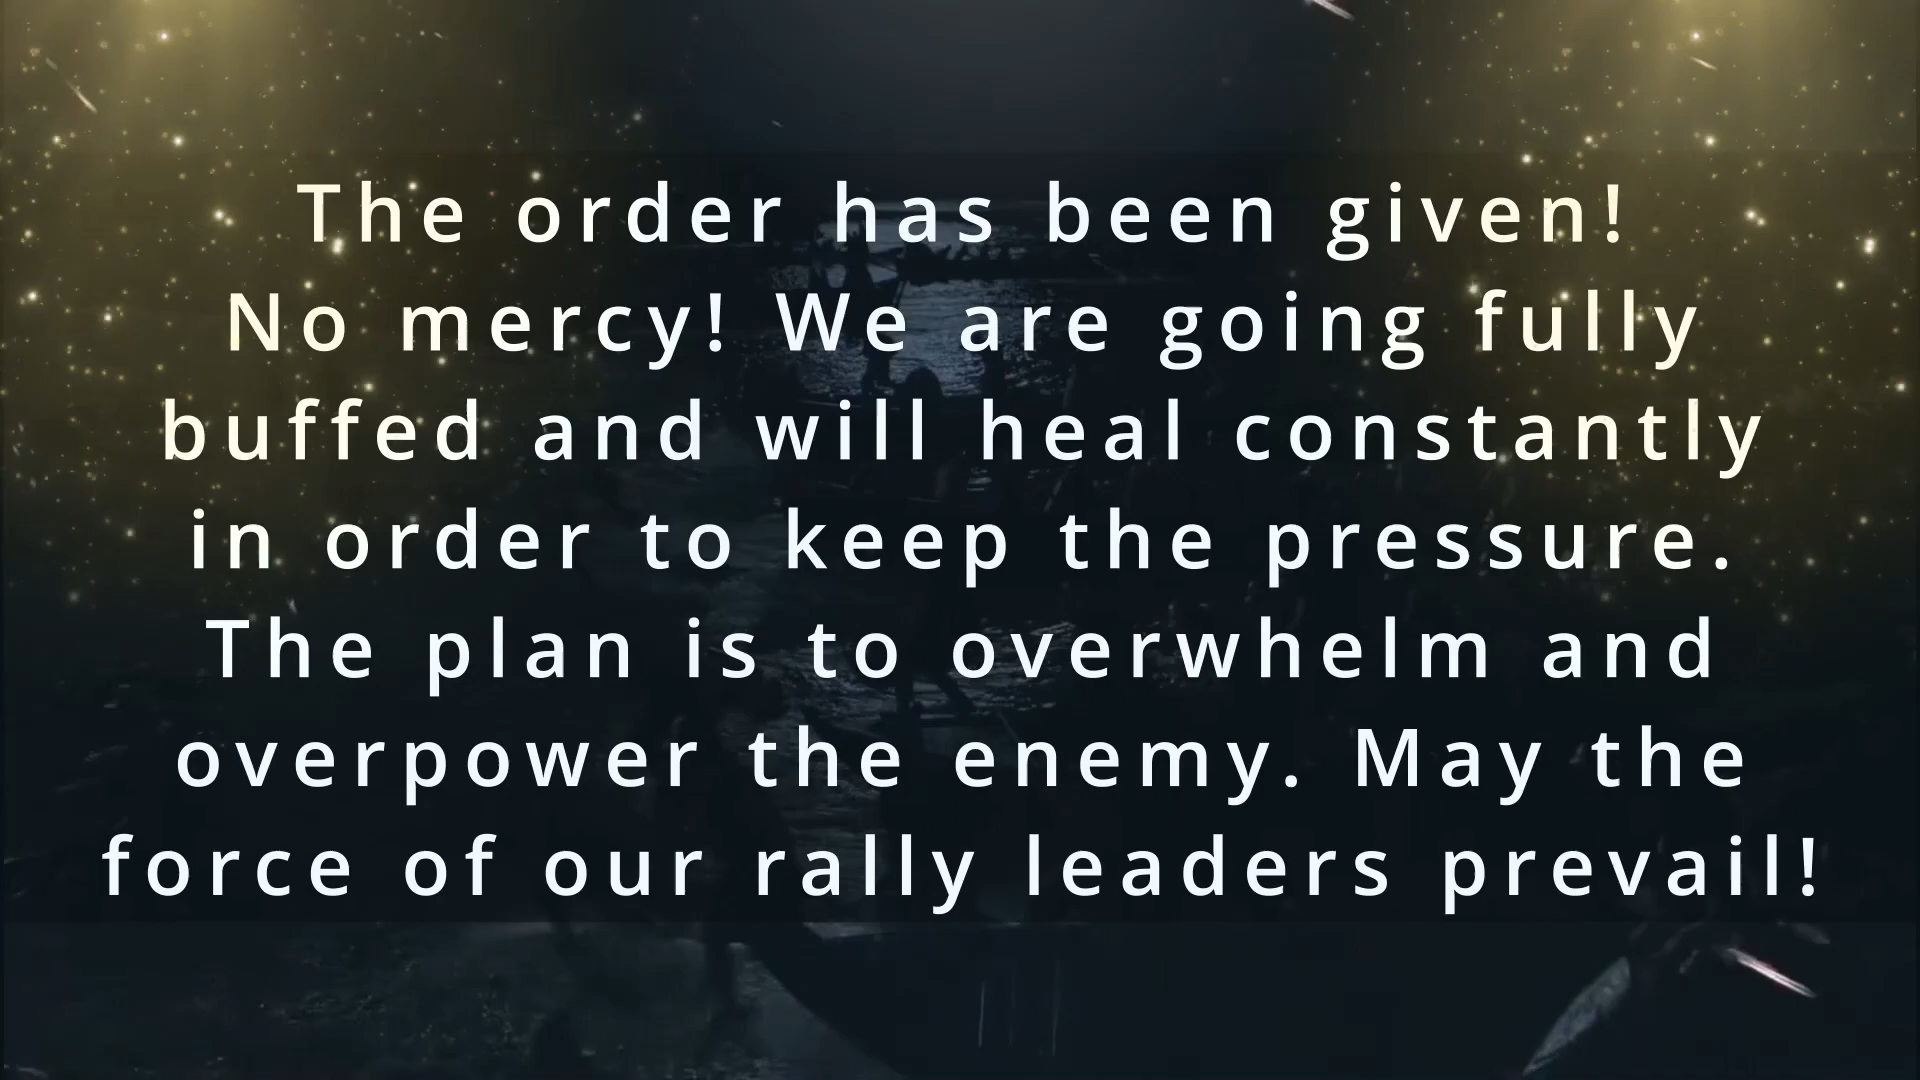 The order has been given!
No mercy! We are going fully
buffed and will heal constantly
in order to keep the pressure.
The plan is to overwhelm and
overpower the enemy. May the
force of our rally leaders prevail!